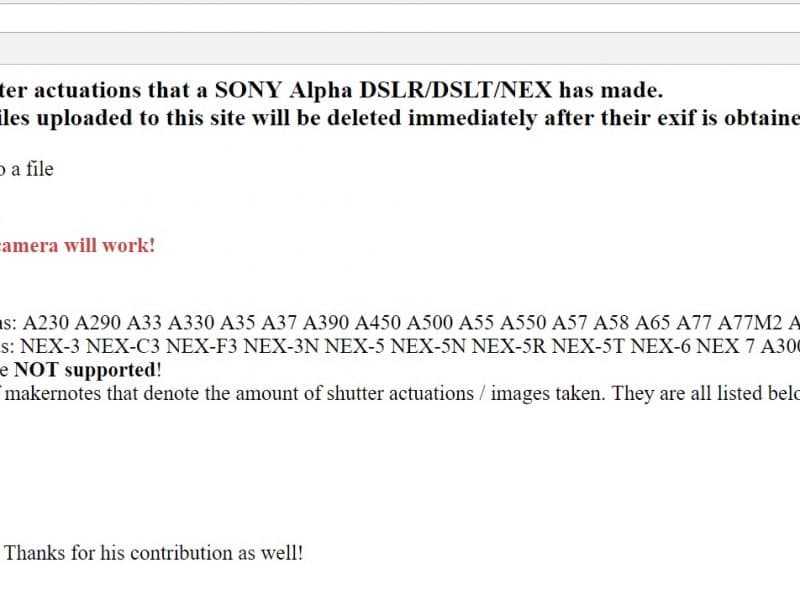 ter actuations that a SONY Alpha DSLR/DSLT/NEX has made.
iles uploaded to this site will be deleted immediately after their exif is obtaine
o a file
camera will work!
ns: A230 A290 A33 A330 A35 A37 A390 A450 A500 A55 A550 A57 A58 A65 A77 A77M2 A
s: NEX-3 NEX-C3 NEX-F3 NEX-3N NEX-5 NEX-5N NEX-5R NEX-5T NEX-6 NEX 7 A300
e NOT supported!
makernotes that denote the amount of shutter actuations / images taken. They are all listed belo
Thanks for his contribution as well!